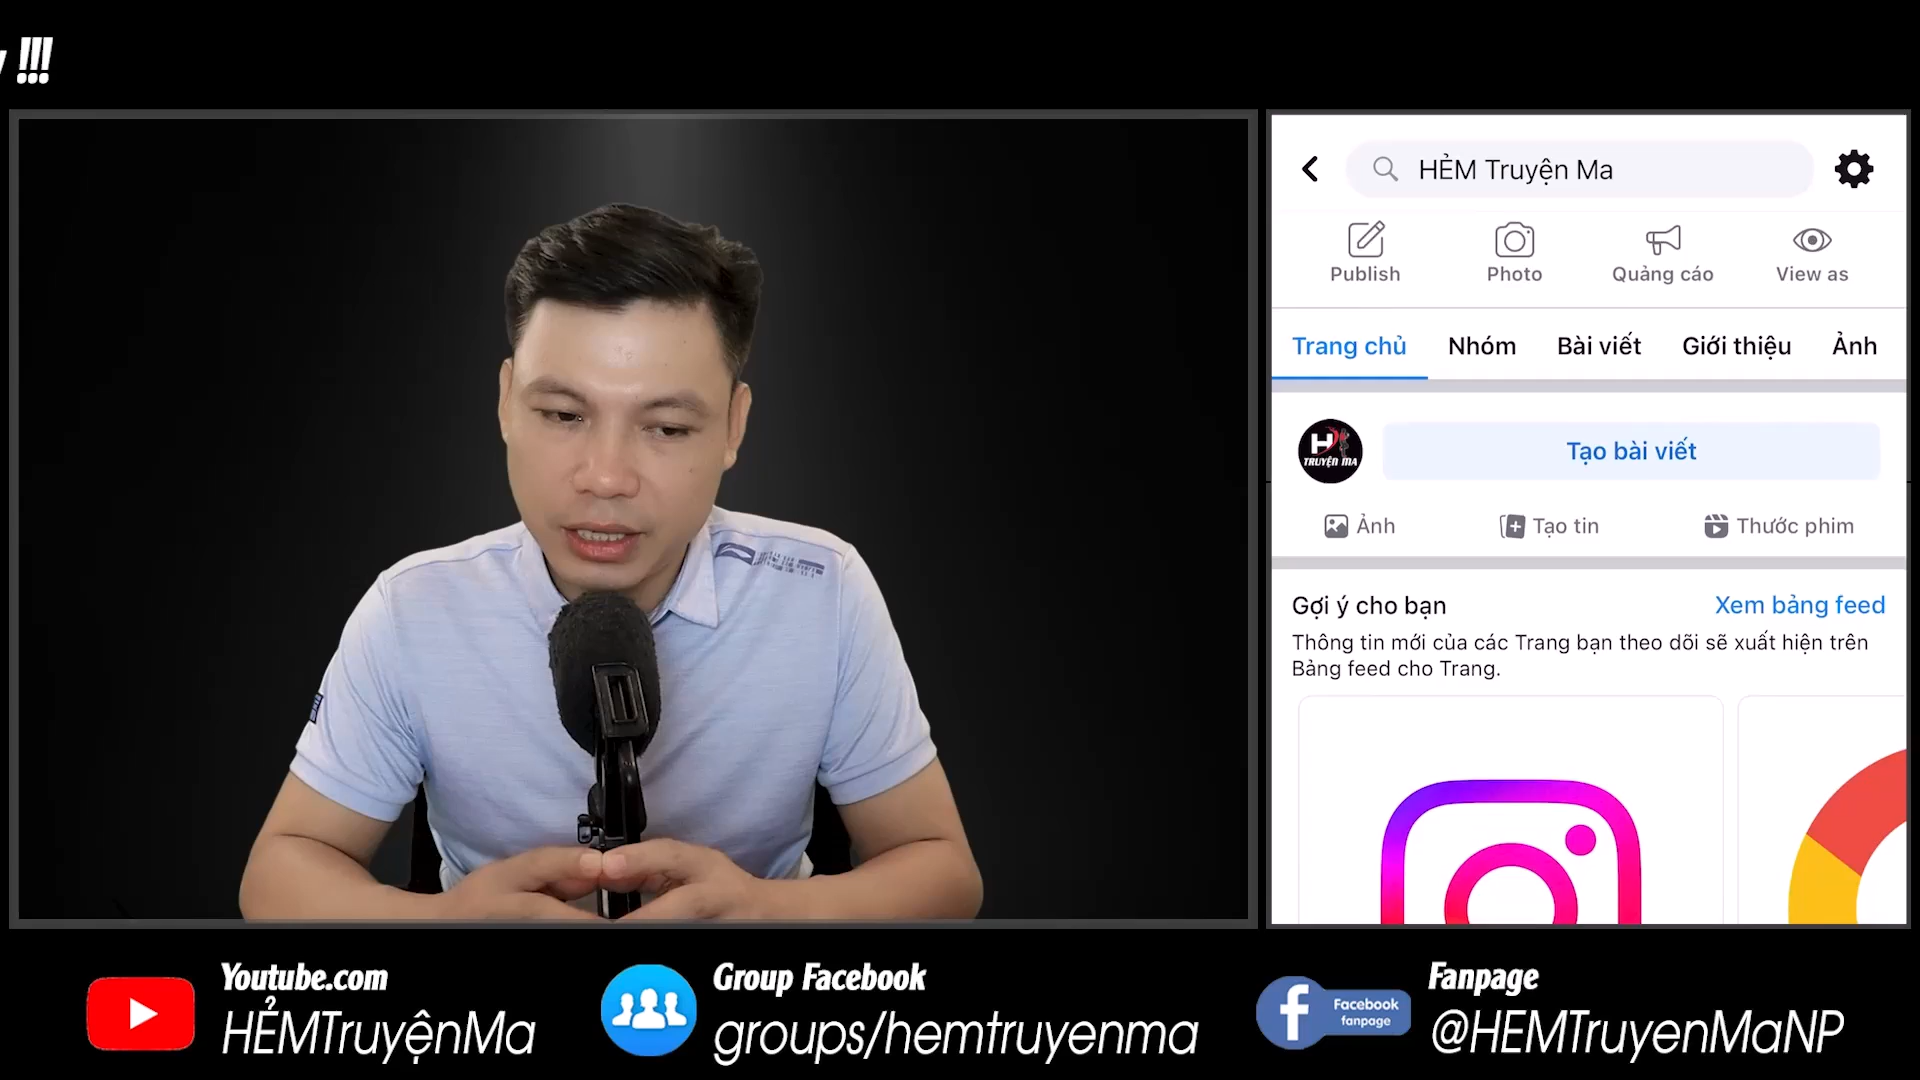 !!!
HẺM Truyện Ma
Publish
Photo
Quảng cáo
View as
Trang chủ
Nhóm
Bài viết
Giới thiệu
Ảnh
H
TRUYỆN MA
Tạo bài viết
Ảnh
Tạo tin
Thước phim
Gợi ý cho bạn
Xem bảng feed
Thông tin mới của các Trang bạn theo dõi sẽ xuất hiện trên
Bảng feed cho Trang.
Youtube.com
HẺMTruyệnMa
Group Facebook
groups/hemtruyenma
Facebook
fanpage
Fanpage
@HEMTruyenMaNP